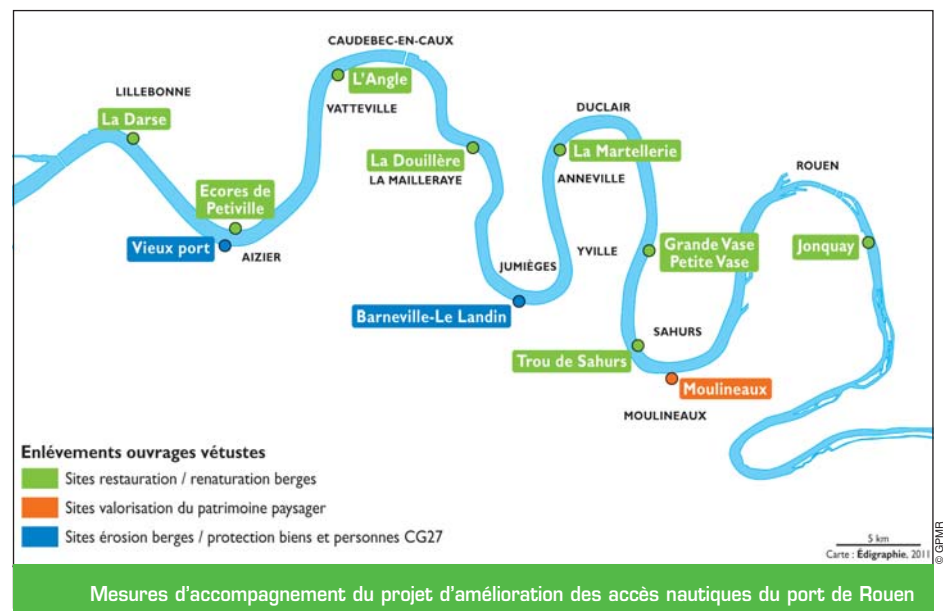 CAUDEBEC-EN-CAUX
L'Angle
LILLEBONNE
VATTEVILLE
DUCLAIR
La Darse
La Douillère
LA MAILLERAYE
La Martellerie
ANNEVILLE
ROUEN
Ecores de
Petiville
Vieux port
AIZIER
Grande Vase
Petite Vase
YVILLE
Jonquay
JUMIÈGES
Barneville-Le Landin
SAHURS
Trou de Sahurs
Moulineaux
MOULINEAUX
Enlévements ouvrages vétustes
Sites restauration / renaturation berges
Sites valorisation du patrimoine paysager
Sites érosion berges / protection biens et personnes CG27
5 km
Carte : Édigraphie, 2011
© GPMR
Mesures d'accompagnement du projet d'amélioration des accès nautiques du port de Rouen